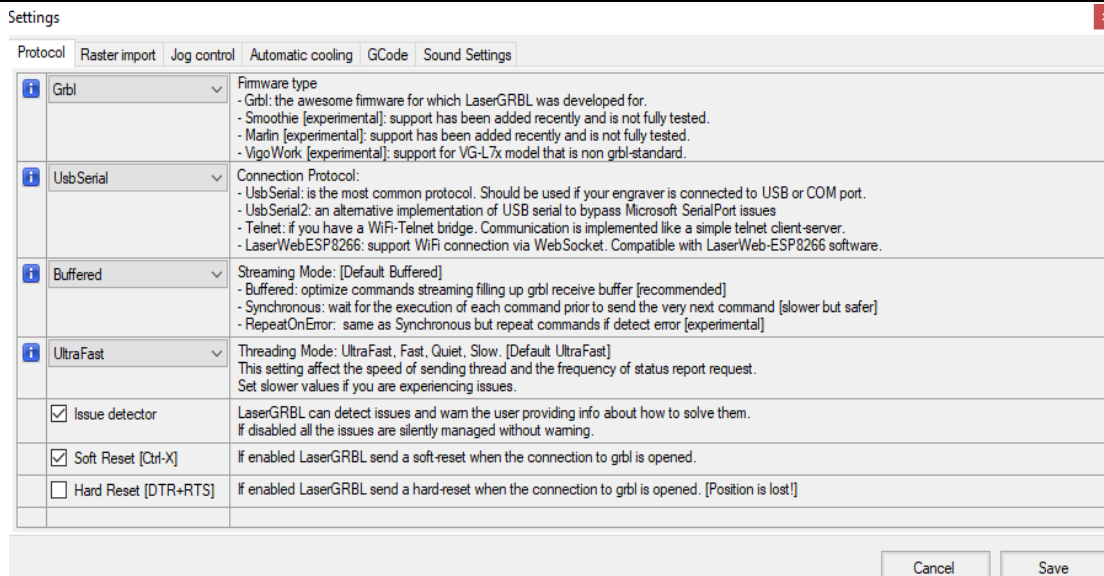 Settings
Protocol Raster import Jog control Automatic cooling GCode Sound Settings
Grbl
Firmware type
- Grbl: the awesome firmware for which LaserGRBL was developed for.
- Smoothie [experimental]: support has been added recently and is not fully tested.
- Marlin [experimental]: support has been added recently and is not fully tested.
- VigoWork [experimental]: support for VG-L7x model that is non grbl-standard.
UsbSerial
Connection Protocol:
- UsbSerial: is the most common protocol. Should be used if your engraver is connected to USB or COM port.
- UsbSerial2: an alternative implementation of USB serial to bypass Microsoft SerialPort issues
- Telnet: if you have a WiFi-Telnet bridge. Communication is implemented like a simple telnet client-server.
- LaserWebESP8266: support WiFi connection via WebSocket. Compatible with LaserWeb-ESP8266 software.
Buffered
Streaming Mode: [Default Buffered]
- Buffered: optimize commands streaming filling up grbl receive buffer [recommended]
- Synchronous: wait for the execution of each command prior to send the very next command [slower but safer]
- RepeatOnError: same as Synchronous but repeat commands if detect error [experimental]
UltraFast
Threading Mode: UltraFast, Fast, Quiet, Slow. [Default UltraFast]
This setting affect the speed of sending thread and the frequency of status report request.
Set slower values if you are experiencing issues.
Issue detector
LaserGRBL can detect issues and warn the user providing info about how to solve them.
If disabled all the issues are silently managed without warning.
Soft Reset [Ctrl-X]
If enabled LaserGRBL send a soft-reset when the connection to grbl is opened.
Hard Reset [DTR+RTS]
If enabled LaserGRBL send a hard-reset when the connection to grbl is opened. [Position is lost!]
Cancel Save